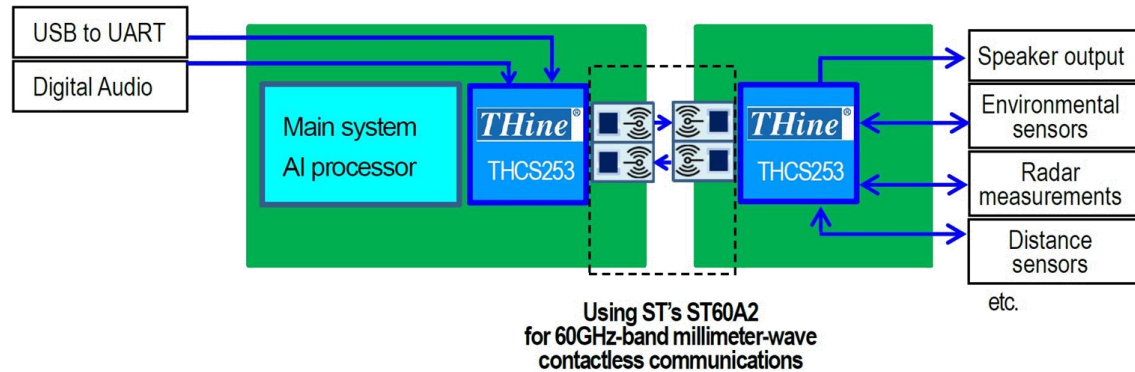 USB to UART
Digital Audio
Main system
AI processor
THine®
THCS253
THine®
THCS253
Speaker output
Environmental
sensors
Radar
measurements
Distance
sensors
etc.
Using ST's ST60A2
for 60GHz-band millimeter-wave
contactless communications